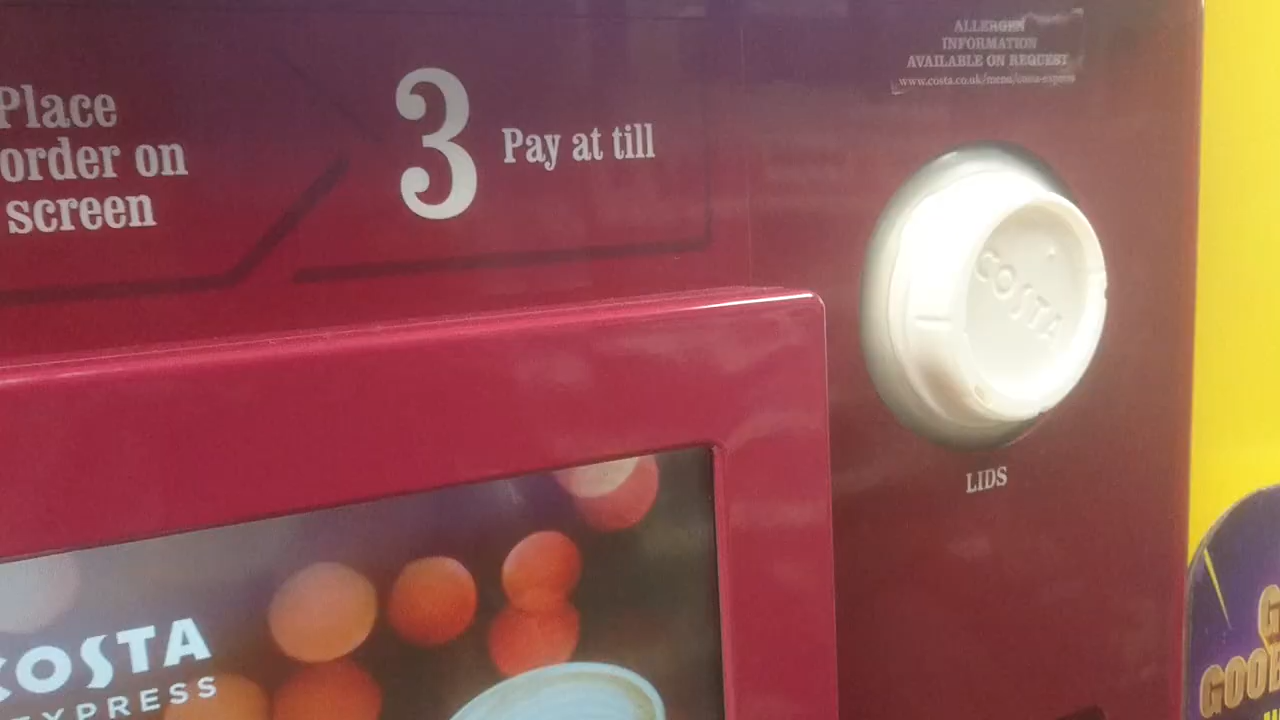 Place
order on
screen
3
Pay at till
ALLERGEN
INFORMATION
AVAILABLE ON REQUEST
www.costa.co.uk/menu/costa-express
COSTA
LIDS
COSTA
EXPRESS